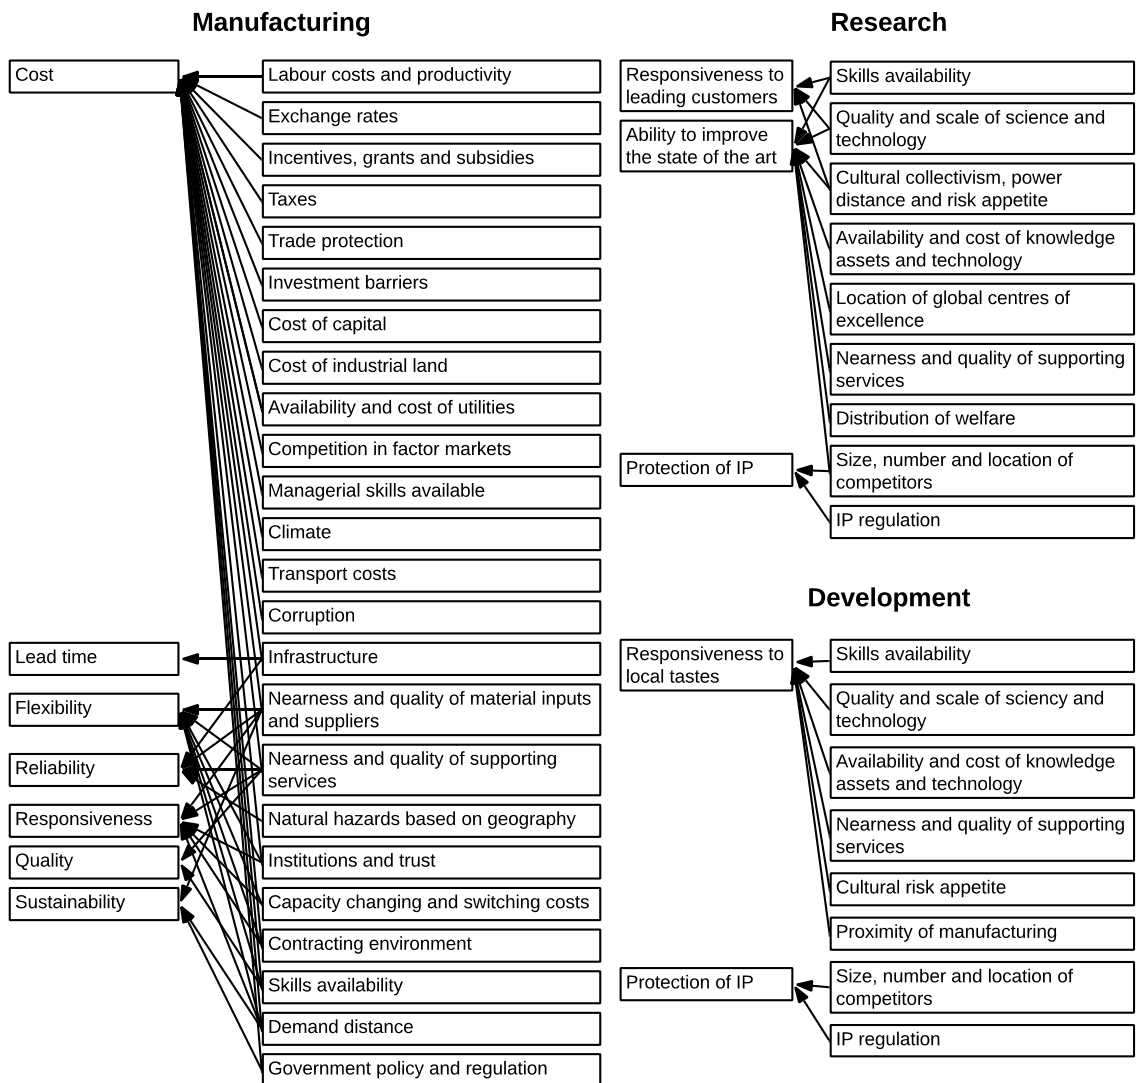 Manufacturing
Cost
Labour costs and productivity
Exchange rates
Incentives, grants and subsidies
Taxes
Trade protection
Investment barriers
Cost of capital
Cost of industrial land
Availability and cost of utilities
Competition in factor markets
Managerial skills available
Climate
Transport costs
Corruption
Lead time
Infrastructure
Flexibility
Nearness and quality of material inputs
and suppliers
Reliability
Nearness and quality of supporting
services
Responsiveness
Natural hazards based on geography
Quality
Institutions and trust
Sustainability
Capacity changing and switching costs
Contracting environment
Skills availability
Demand distance
Government policy and regulation
Research
Responsiveness to
leading customers
Ability to improve
the state of the art
Skills availability
Quality and scale of science and
technology
Cultural collectivism, power
distance and risk appetite
Availability and cost of knowledge
assets and technology
Location of global centres of
excellence
Nearness and quality of supporting
services
Distribution of welfare
Protection of IP
Size, number and location of
competitors
IP regulation
Development
Responsiveness to
local tastes
Skills availability
Quality and scale of sciency and
technology
Availability and cost of knowledge
assets and technology
Nearness and quality of supporting
services
Cultural risk appetite
Proximity of manufacturing
Protection of IP
Size, number and location of
competitors
IP regulation